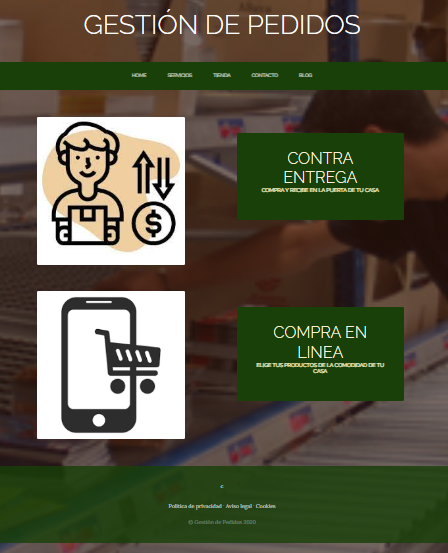 GESTIÓN DE PEDIDOS
HOME SERVICIOS TIENDA CONTACTO BLOG
CONTRA
ENTREGA
COMPRA Y RECIBE EN LA PUERTA DE TU CASA
$
COMPRA EN
LINEA
ELIGE TUS PRODUCTOS DE LA COMODIDAD DE TU
CASA
c
Política de privacidad Aviso legal Cookies
© Gestión de Pedidos 2020